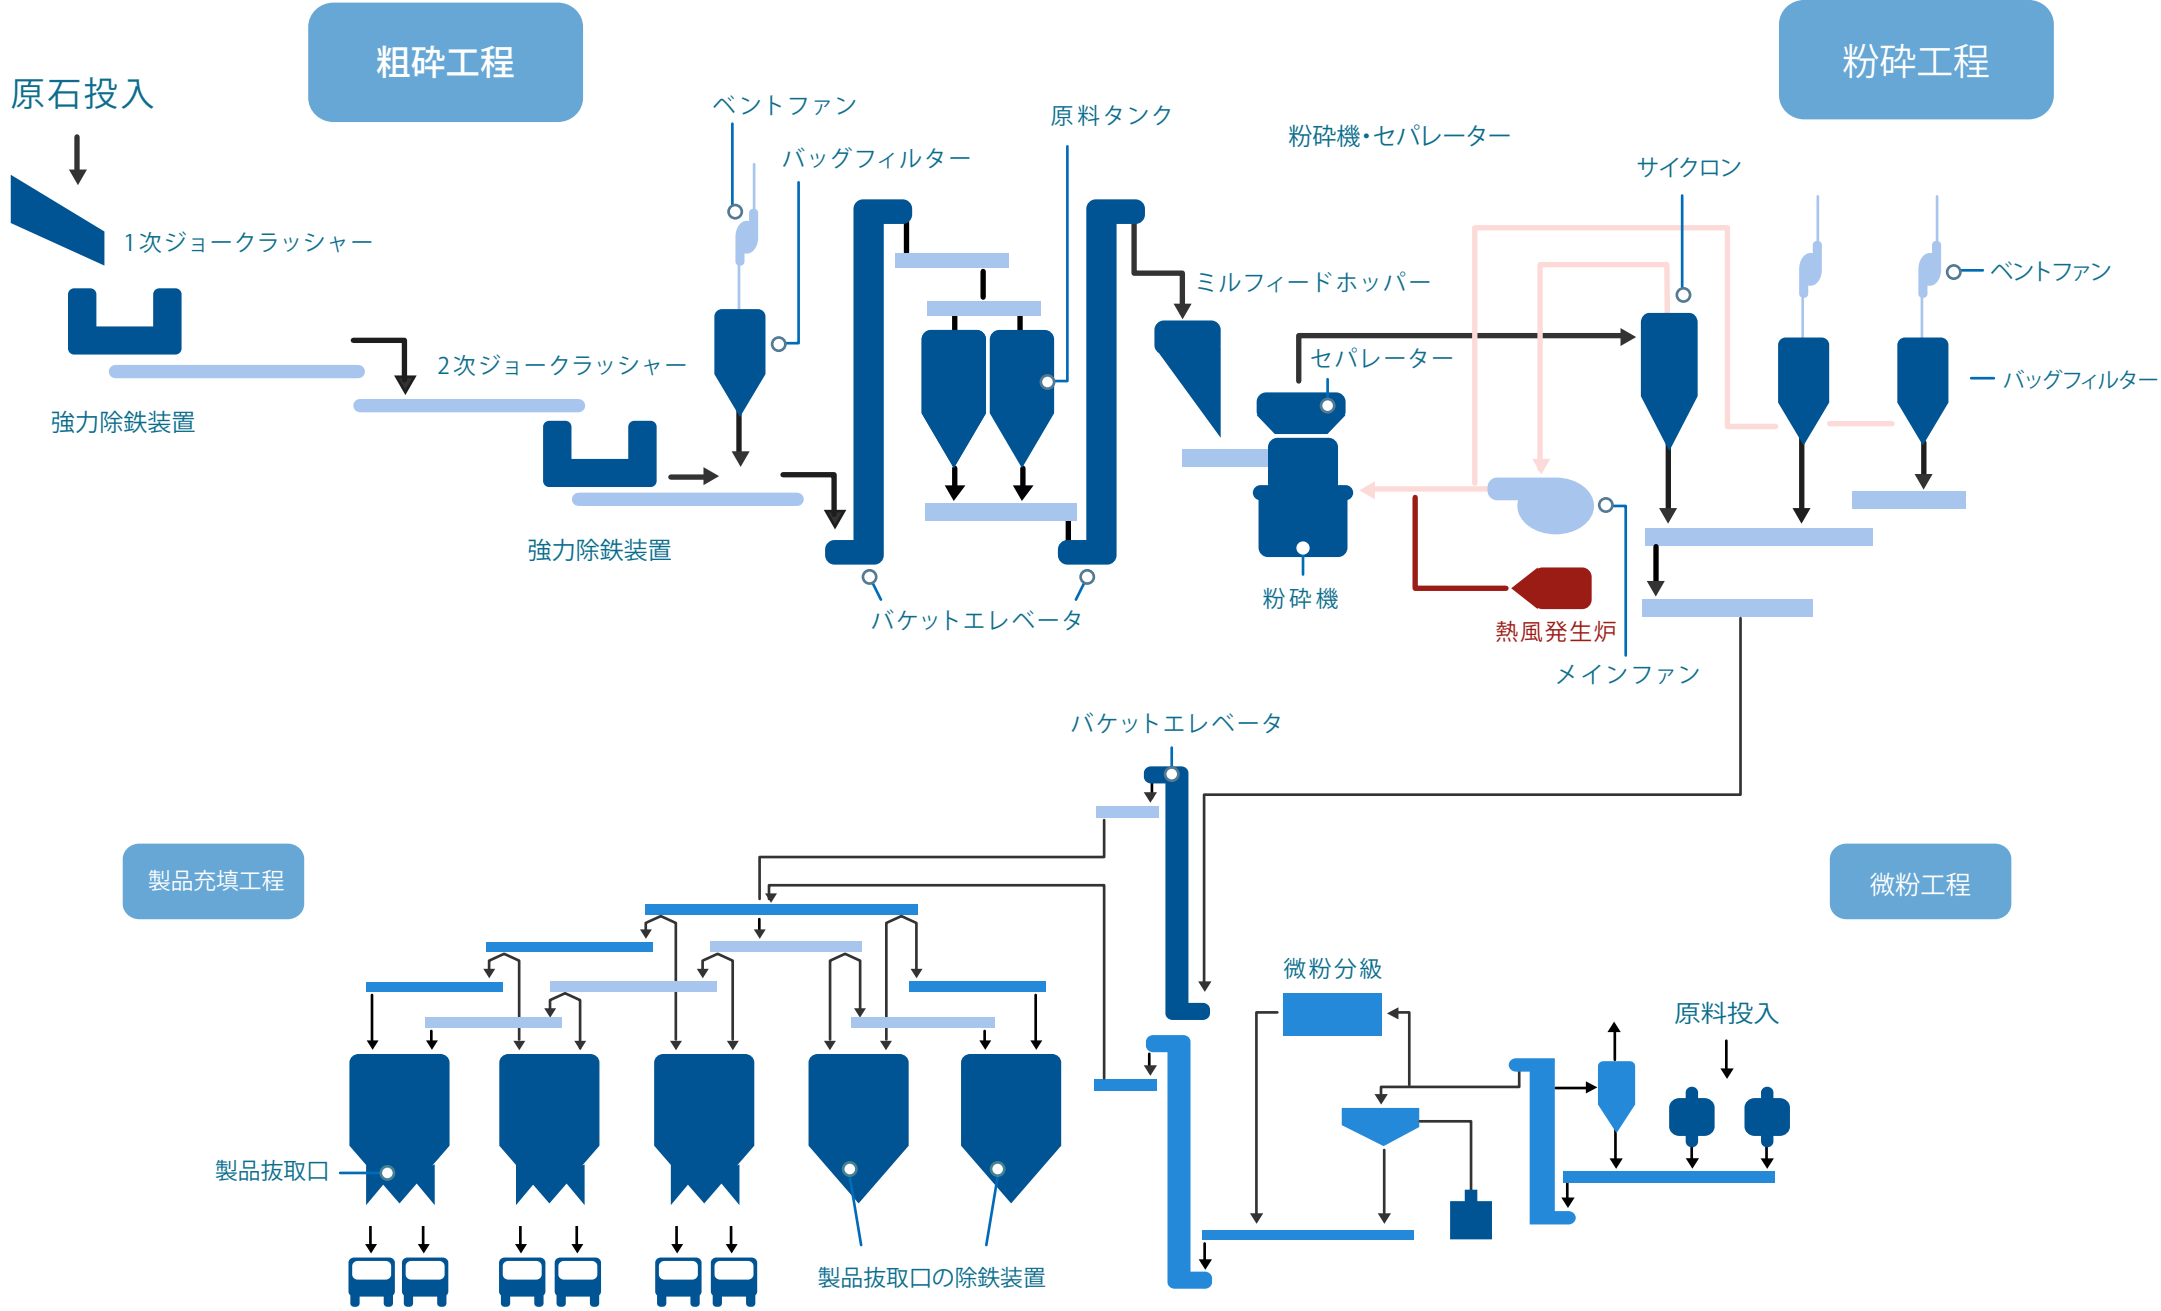 粗砕工程
粉砕工程
原石投入
ベントファン
原料タンク
粉砕機・セパレーター
バッグフィルター
サイクロン
1次ジョークラッシャー
ミルフィードホッパー
ベントファン
2次ジョークラッシャー
セパレーター
バッグフィルター
強力除鉄装置
強力除鉄装置
バケットエレベータ
粉砕機
熱風発生炉
メインファン
バケットエレベータ
製品充填工程
微粉工程
微粉分級
原料投入
製品抜取口
製品抜取口の除鉄装置